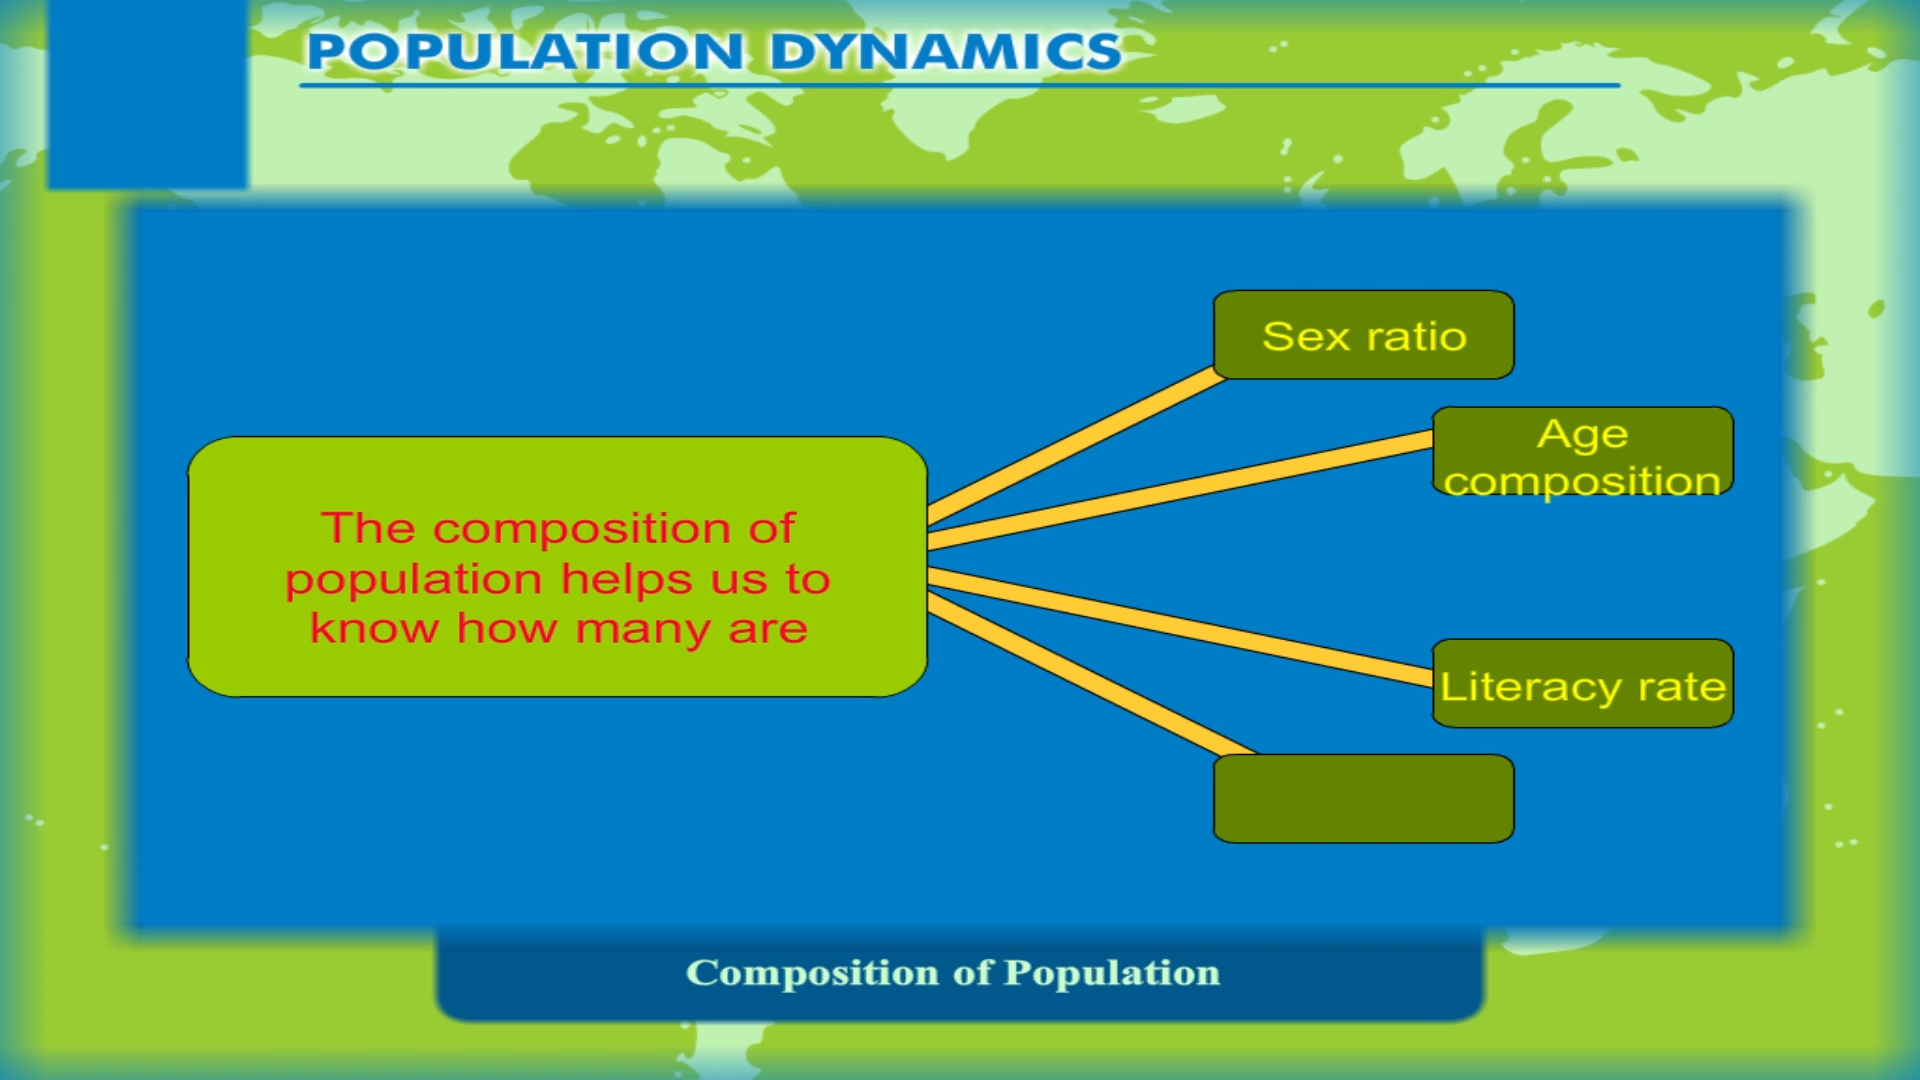 POPULATION DYNAMICS
Sex ratio
Age
composition
The composition of
population helps us to
know how many are
Literacy rate
Composition of Population